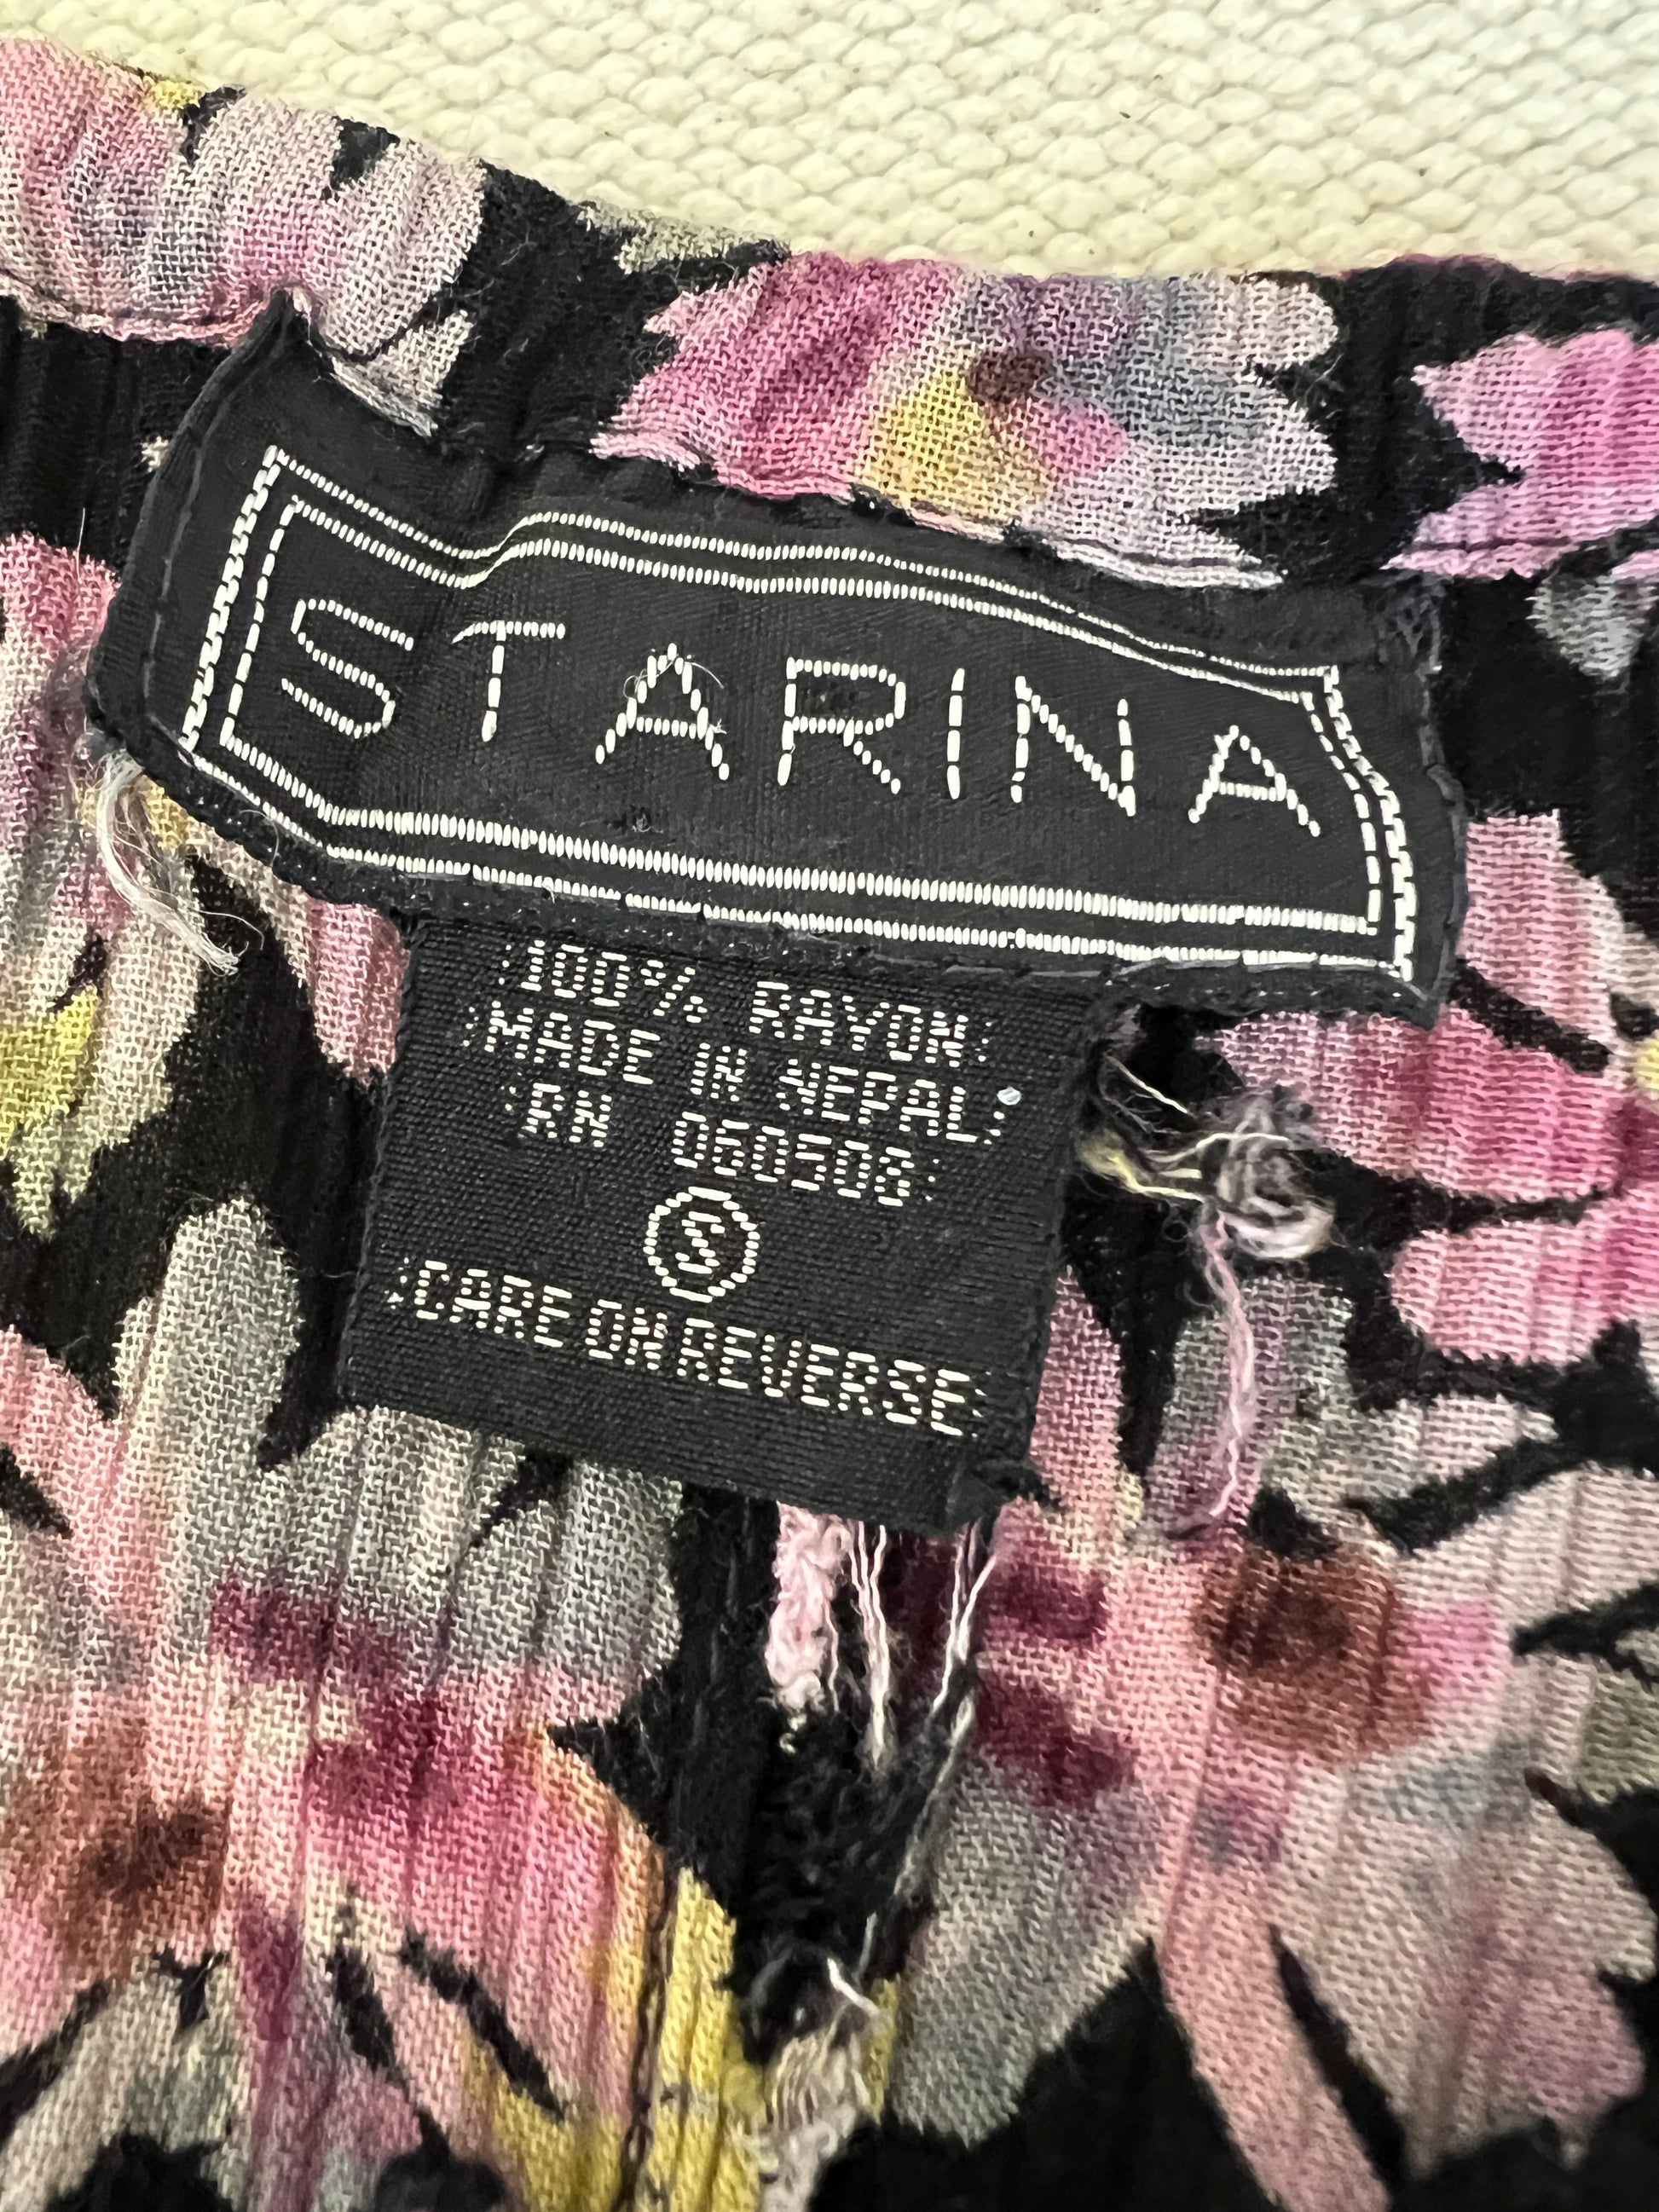 STARINA
100% RAYON
MADE IN NEPAL
RN 060508
S
CARE ON REVERSE